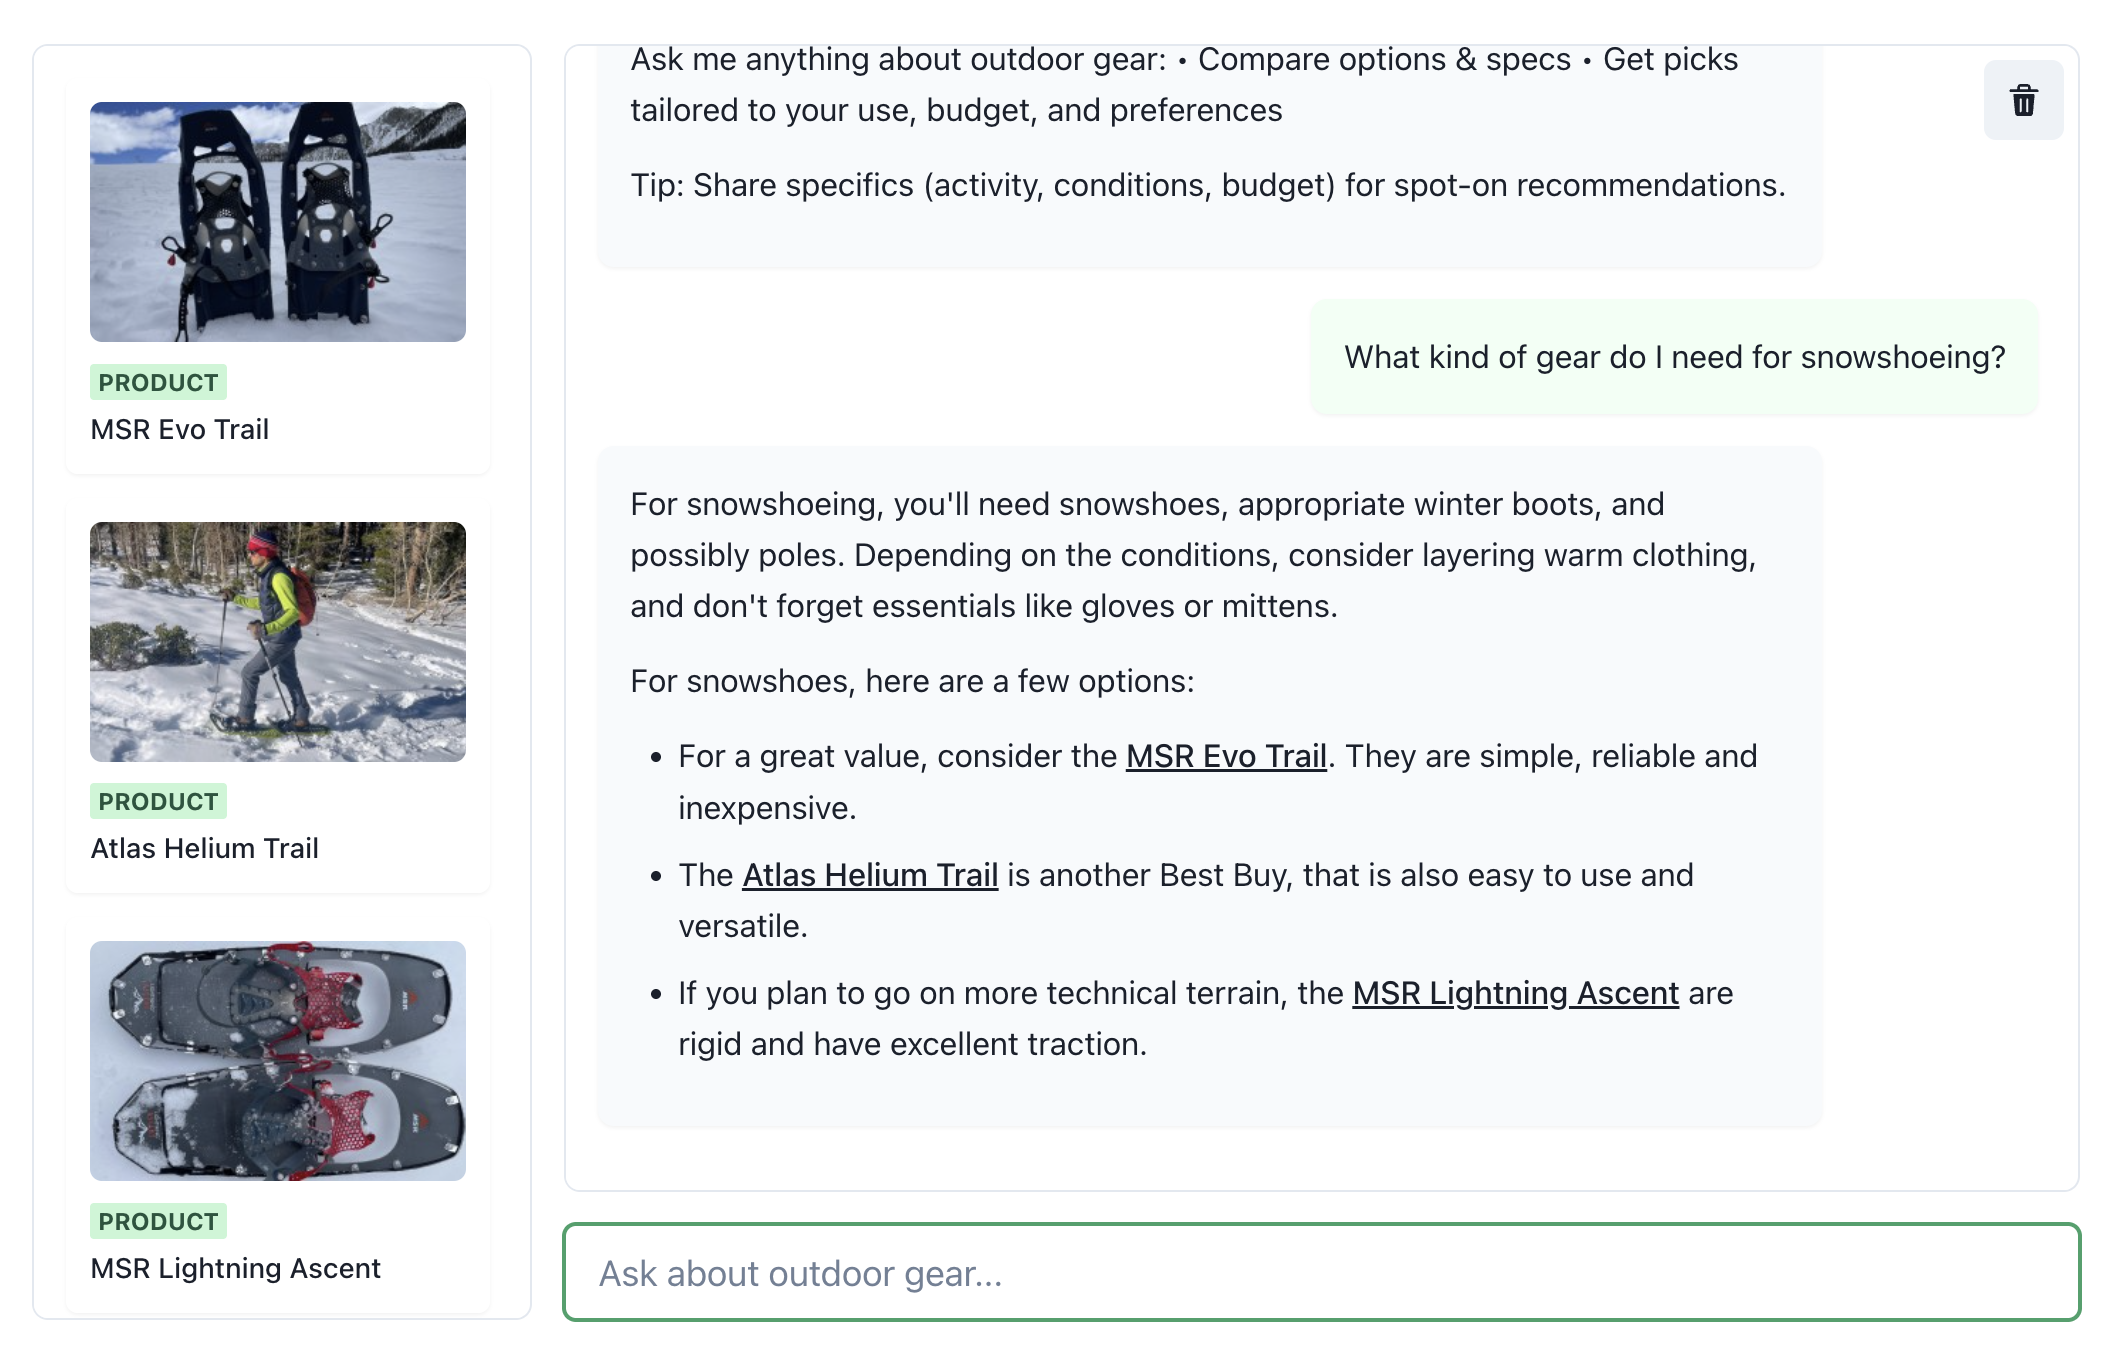 PRODUCT
MSR Evo Trail
PRODUCT
Atlas Helium Trail
PRODUCT
MSR Lightning Ascent
Ask me anything about outdoor gear: • Compare options & specs • Get picks
tailored to your use, budget, and preferences
Tip: Share specifics (activity, conditions, budget) for spot-on recommendations.
What kind of gear do I need for snowshoeing?
For snowshoeing, you'll need snowshoes, appropriate winter boots, and
possibly poles. Depending on the conditions, consider layering warm clothing,
and don't forget essentials like gloves or mittens.
For snowshoes, here are a few options:
• For a great value, consider the MSR Evo Trail. They are simple, reliable and
inexpensive.
• The Atlas Helium Trail is another Best Buy, that is also easy to use and
versatile.
• If you plan to go on more technical terrain, the MSR Lightning Ascent are
rigid and have excellent traction.
Ask about outdoor gear...